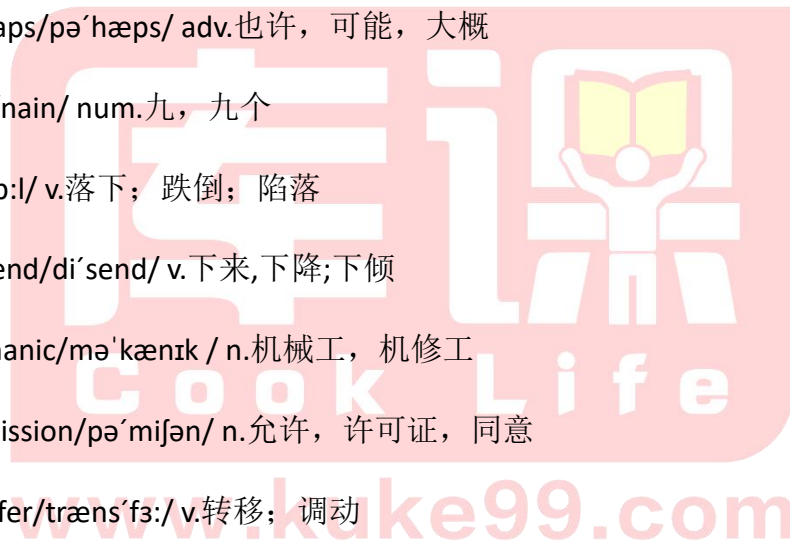 aps/pə´hæps/ adv.也许，可能，大概
nain/ num.九，九个
ɔ:l/ v.落下；跌倒；陷落
end/di´send/ v.下来,下降;下倾
anic/məˈkænɪk / n.机械工，机修工
ission/pə´miʃən/ n.允许，许可证，同意
fer/træns´fɜ:/ v.转移；调动
库课
Cook Life
www.kuke99.com